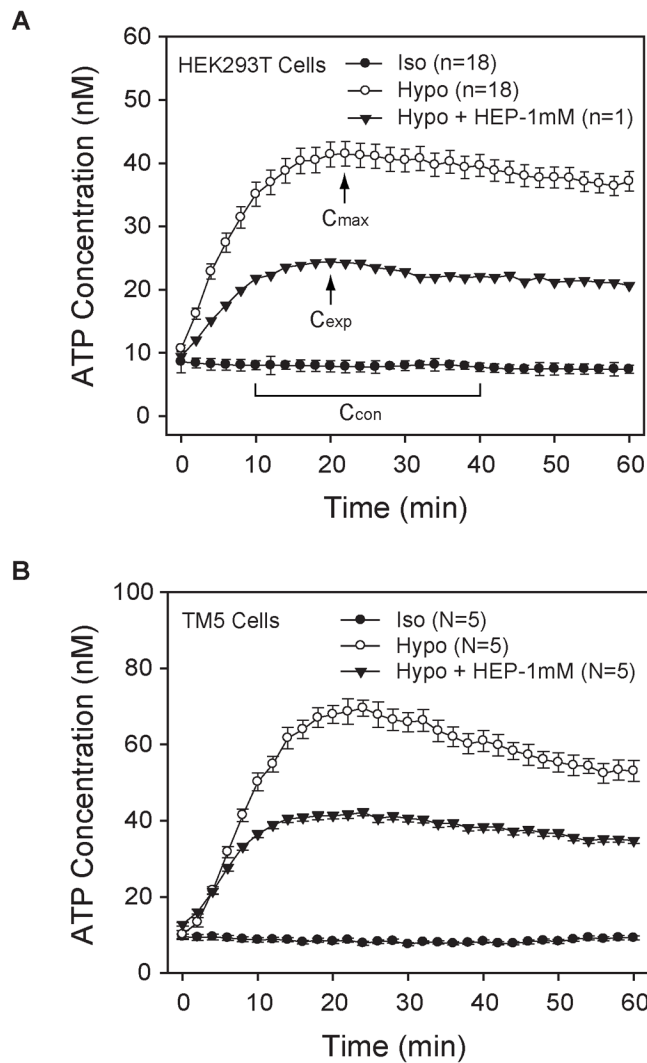 A
60
50
40
30
20
10
0
ATP Concentration (nM)
HEK293T Cells
Iso (n=18)
Hypo (n=18)
Hypo + HEP-1mM (n=1)
Cmax
Cexp
Ccon
0 10 20 30 40 50 60
Time (min)
B
100
80
60
40
20
0
ATP Concentration (nM)
TM5 Cells
Iso (N=5)
Hypo (N=5)
Hypo + HEP-1mM (N=5)
0 10 20 30 40 50 60
Time (min)